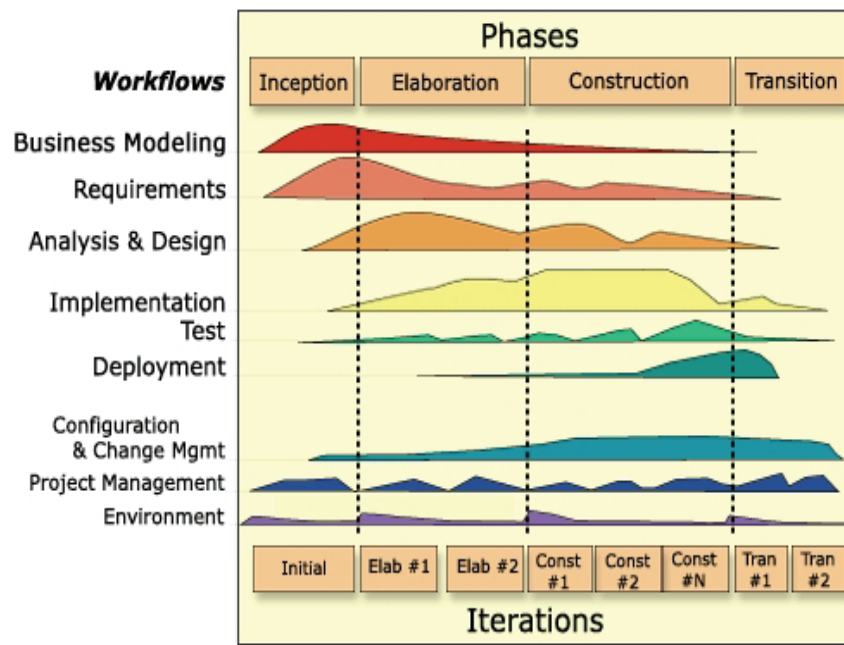 Phases
Workflows
Inception
Elaboration
Construction
Transition
Business Modeling
Requirements
Analysis & Design
Implementation
Test
Deployment
Configuration
& Change Mgmt
Project Management
Environment
Initial
Elab #1
Elab #2
Const
#1
Const
#2
Const
#N
Tran
#1
Tran
#2
Iterations